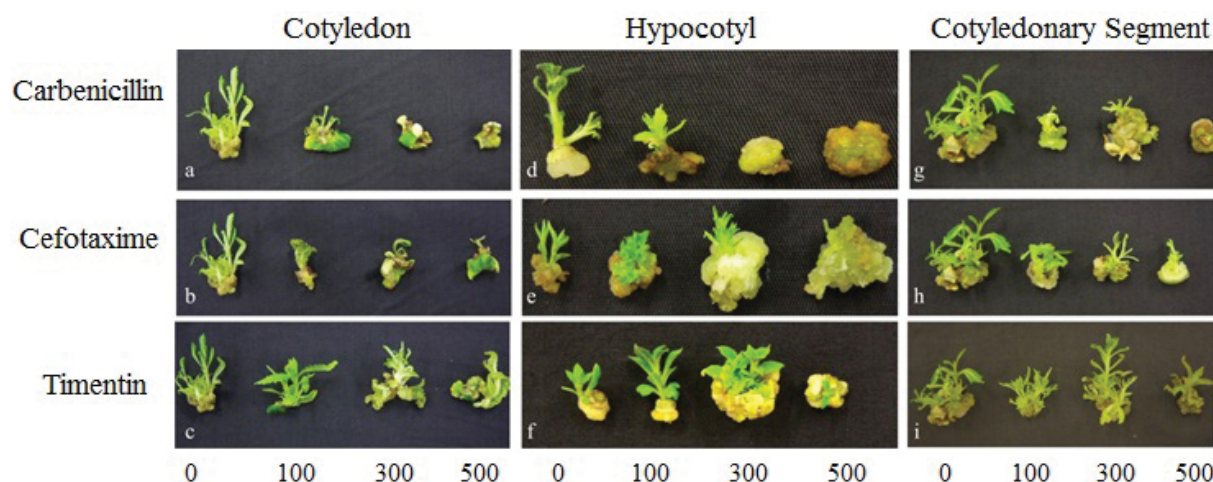 Cotyledon Hypocotyl Cotyledonary Segment
Carbenicillin
a d g
Cefotaxime
b e h
Timentin
c f i
0 100 300 500 0 100 300 500 0 100 300 500